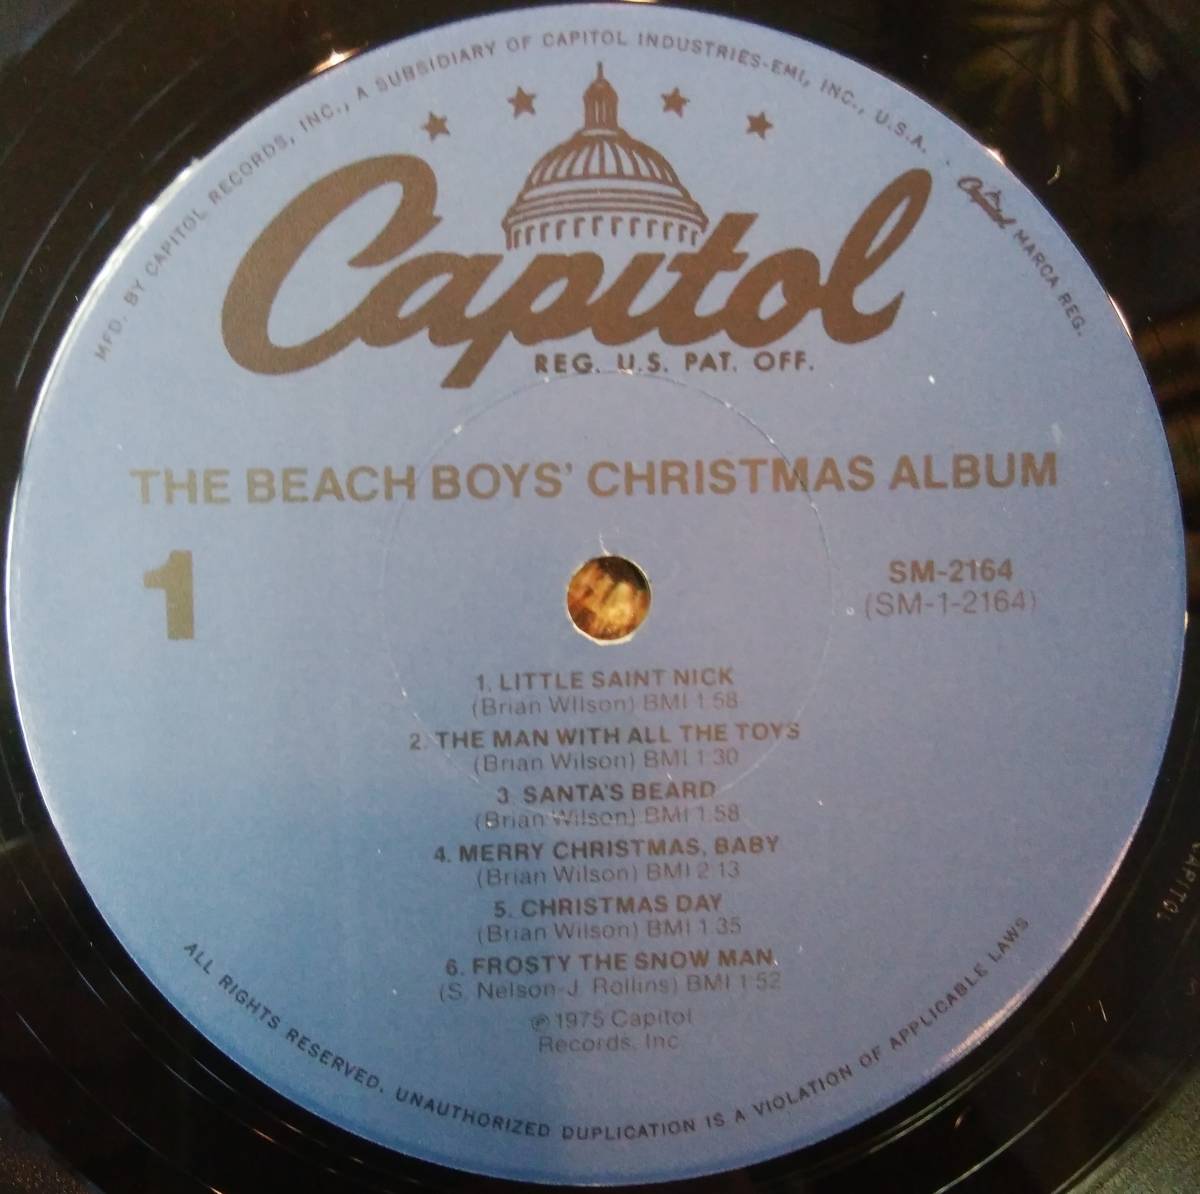 MFD. BY CAPITOL RECORDS, INC., A SUBSIDIARY OF CAPITOL INDUSTRIES-EMI, INC., U.S.A. · Capitol MARCA REG.
Capitol
REG. U.S. PAT. OFF.
THE BEACH BOYS' CHRISTMAS ALBUM
1
SM-2164
(SM-1-2164)
1. LITTLE SAINT NICK
(Brian Wilson) BMI 1:58
2. THE MAN WITH ALL THE TOYS
(Brian Wilson) BMI 1:30
3. SANTA'S BEARD
(Brian Wilson) BMI 1:58
4. MERRY CHRISTMAS, BABY
(Brian Wilson) BMI 2:13
5. CHRISTMAS DAY
(Brian Wilson) BMI 1:35
6. FROSTY THE SNOW MAN
(S. Nelson-J. Rollins) BMI 1:52
℗ 1975 Capitol
Records, Inc.
ALL RIGHTS RESERVED. UNAUTHORIZED DUPLICATION IS A VIOLATION OF APPLICABLE LAWS
CAPITOL